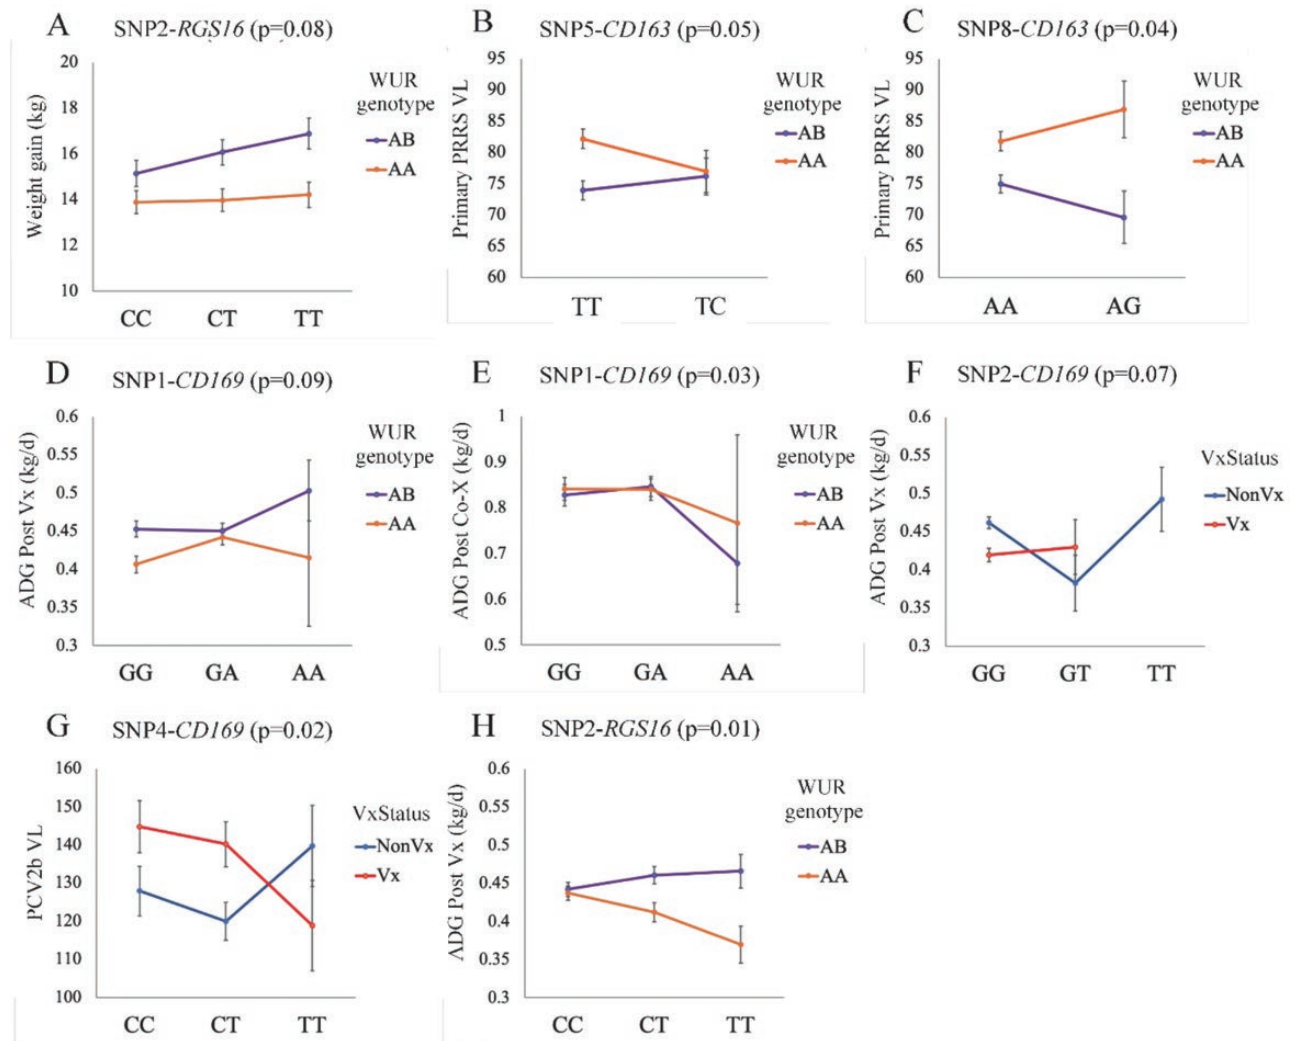 A SNP2-RGS16 (p=0.08)
Weight gain (kg)
20
18
16
14
12
10
CC CT TT
WUR
genotype
AB
AA
B SNP5-CD163 (p=0.05)
Primary PRRS VL
95
90
85
80
75
70
65
60
TT TC
WUR
genotype
AB
AA
C SNP8-CD163 (p=0.04)
Primary PRRS VL
95
90
85
80
75
70
65
60
AA AG
WUR
genotype
AB
AA
D SNP1-CD169 (p=0.09)
ADG Post Vx (kg/d)
0.6
0.55
0.5
0.45
0.4
0.35
0.3
GG GA AA
WUR
genotype
AB
AA
E SNP1-CD169 (p=0.03)
ADG Post Co-X (kg/d)
1
0.9
0.8
0.7
0.6
0.5
GG GA AA
WUR
genotype
AB
AA
F SNP2-CD169 (p=0.07)
ADG Post Vx (kg/d)
0.6
0.55
0.5
0.45
0.4
0.35
0.3
GG GT TT
VxStatus
NonVx
Vx
G SNP4-CD169 (p=0.02)
PCV2b VL
160
150
140
130
120
110
100
CC CT TT
VxStatus
NonVx
Vx
H SNP2-RGS16 (p=0.01)
ADG Post Vx (kg/d)
0.6
0.55
0.5
0.45
0.4
0.35
0.3
CC CT TT
WUR
genotype
AB
AA